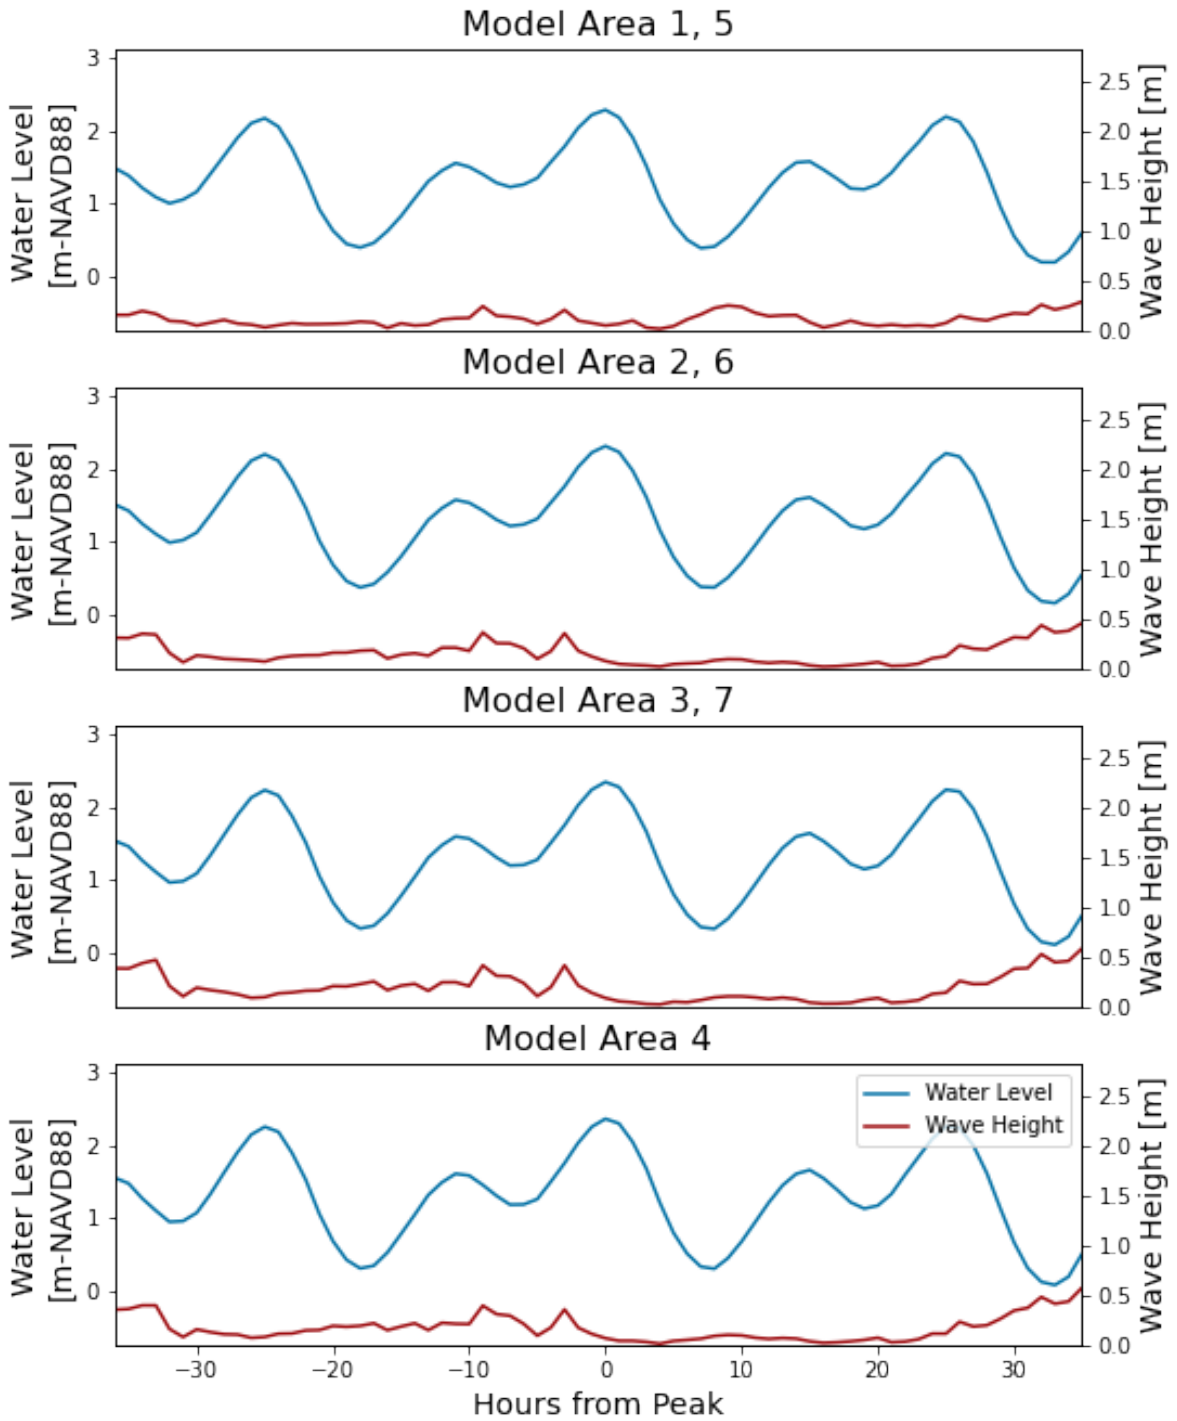 Model Area 1, 5
3
2
1
0
Water Level
[m-NAVD88]
2.5
2.0
1.5
1.0
0.5
0.0
Wave Height [m]
Model Area 2, 6
3
2
1
0
Water Level
[m-NAVD88]
2.5
2.0
1.5
1.0
0.5
0.0
Wave Height [m]
Model Area 3, 7
3
2
1
0
Water Level
[m-NAVD88]
2.5
2.0
1.5
1.0
0.5
0.0
Wave Height [m]
Model Area 4
3
2
1
0
Water Level
[m-NAVD88]
Water Level
Wave Height
2.5
2.0
1.5
1.0
0.5
0.0
Wave Height [m]
−30 −20 −10 0 10 20 30
Hours from Peak